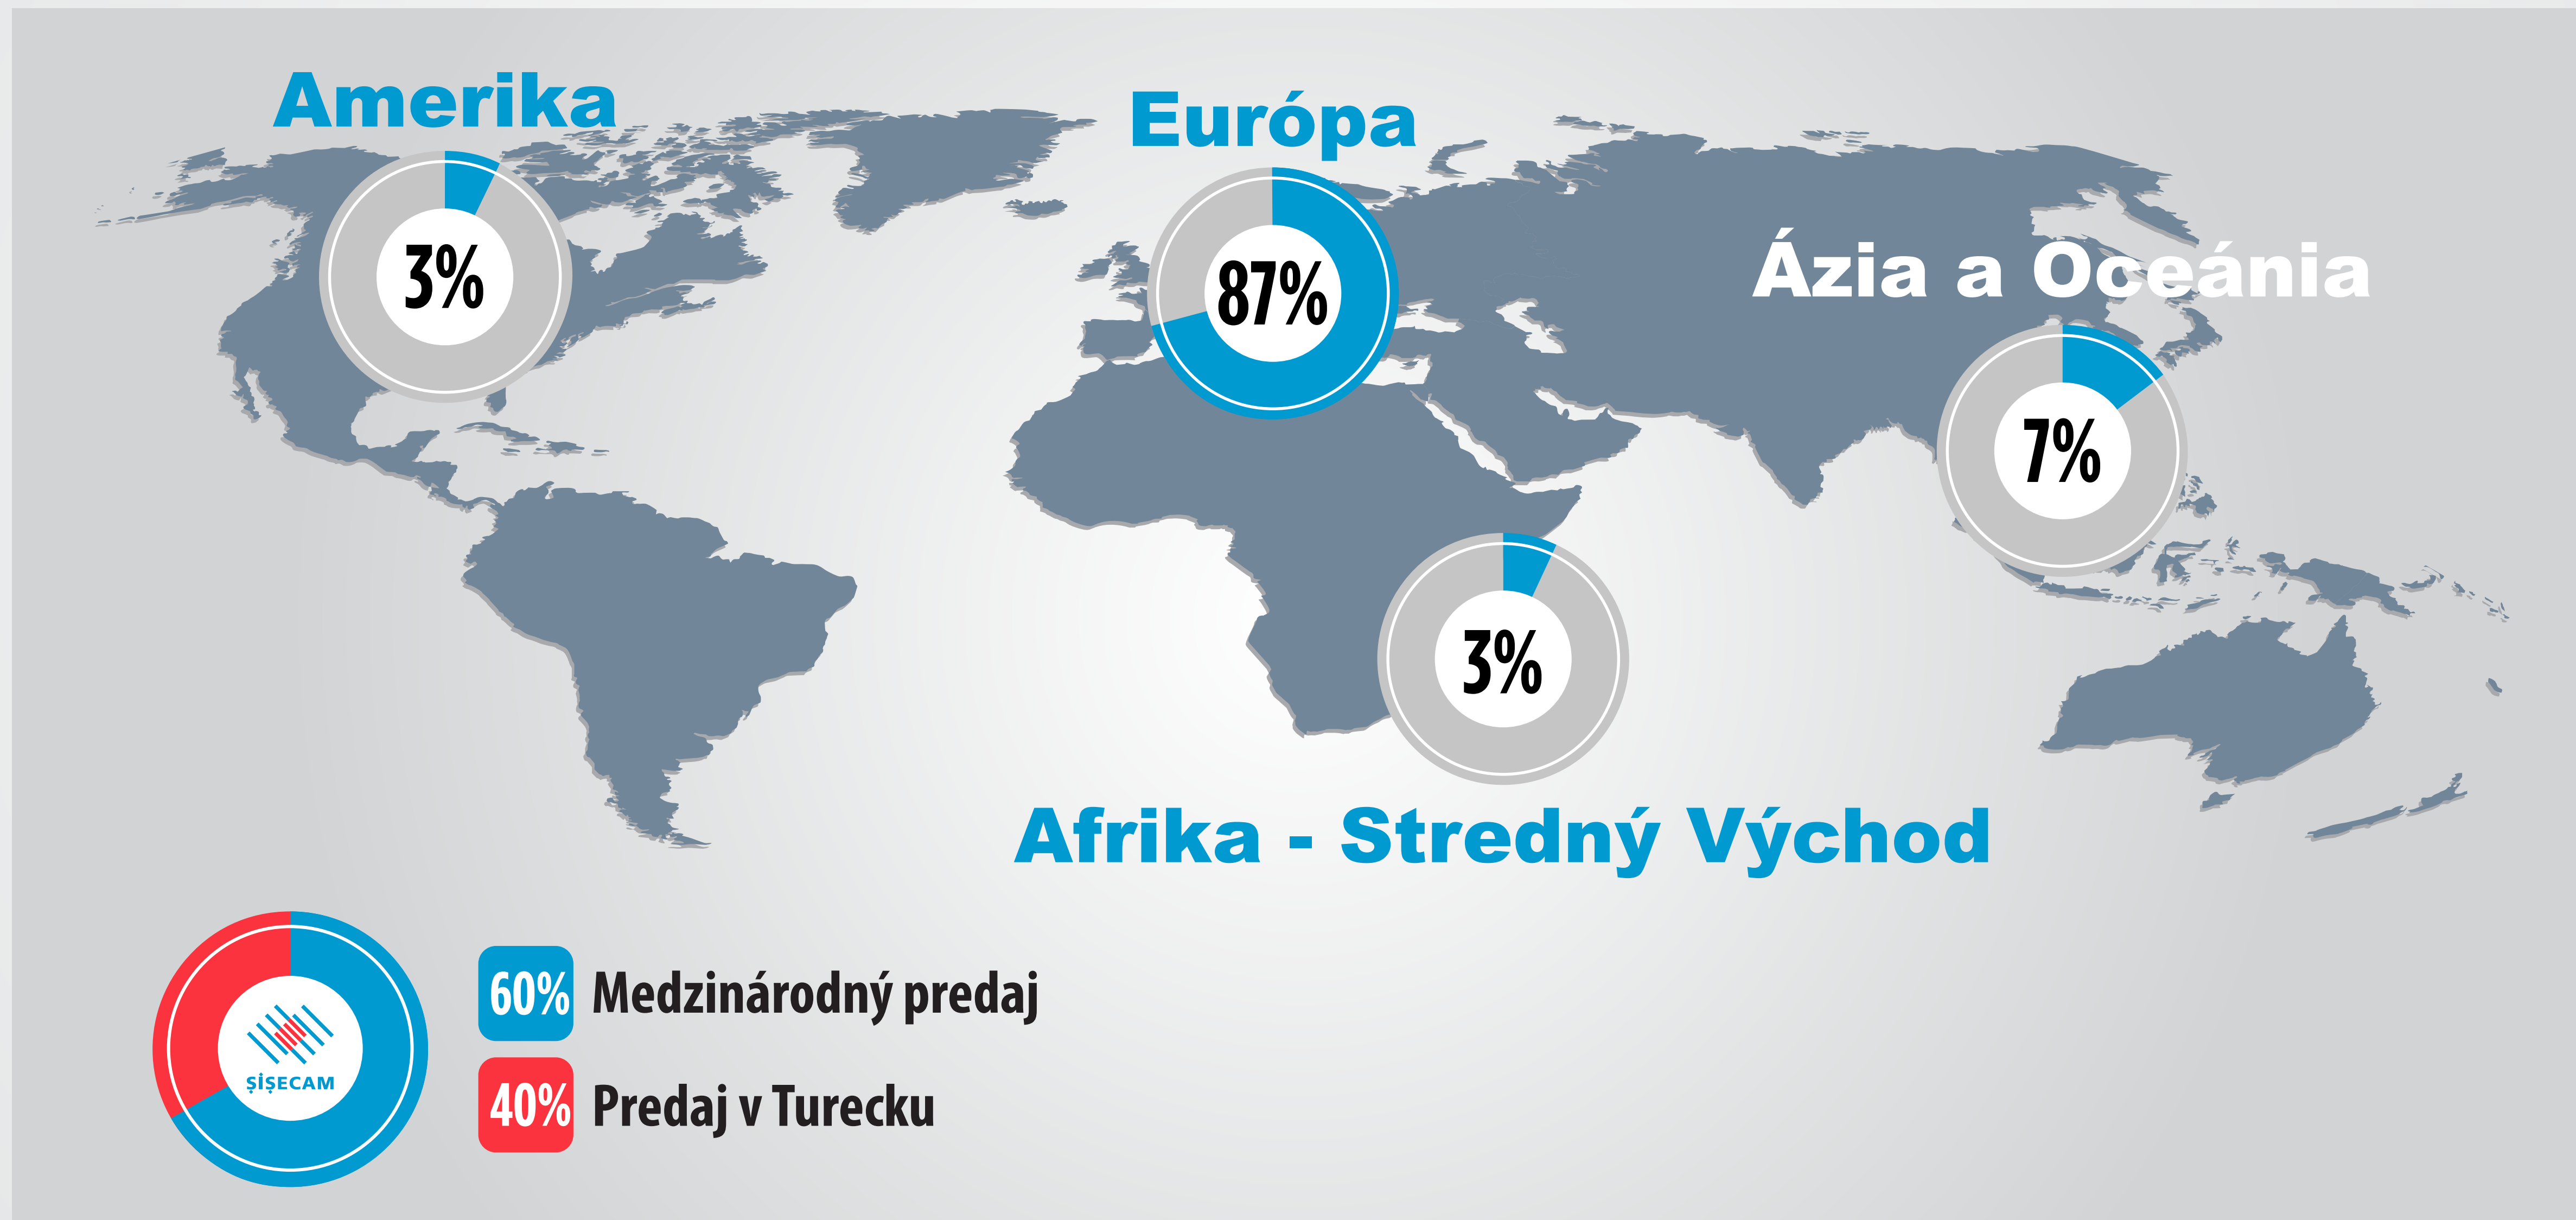 Amerika
3%
Európa
87%
Ázia a Oceánia
7%
3%
Afrika - Stredný Východ
ŞİŞECAM
60% Medzinárodný predaj
40% Predaj v Turecku